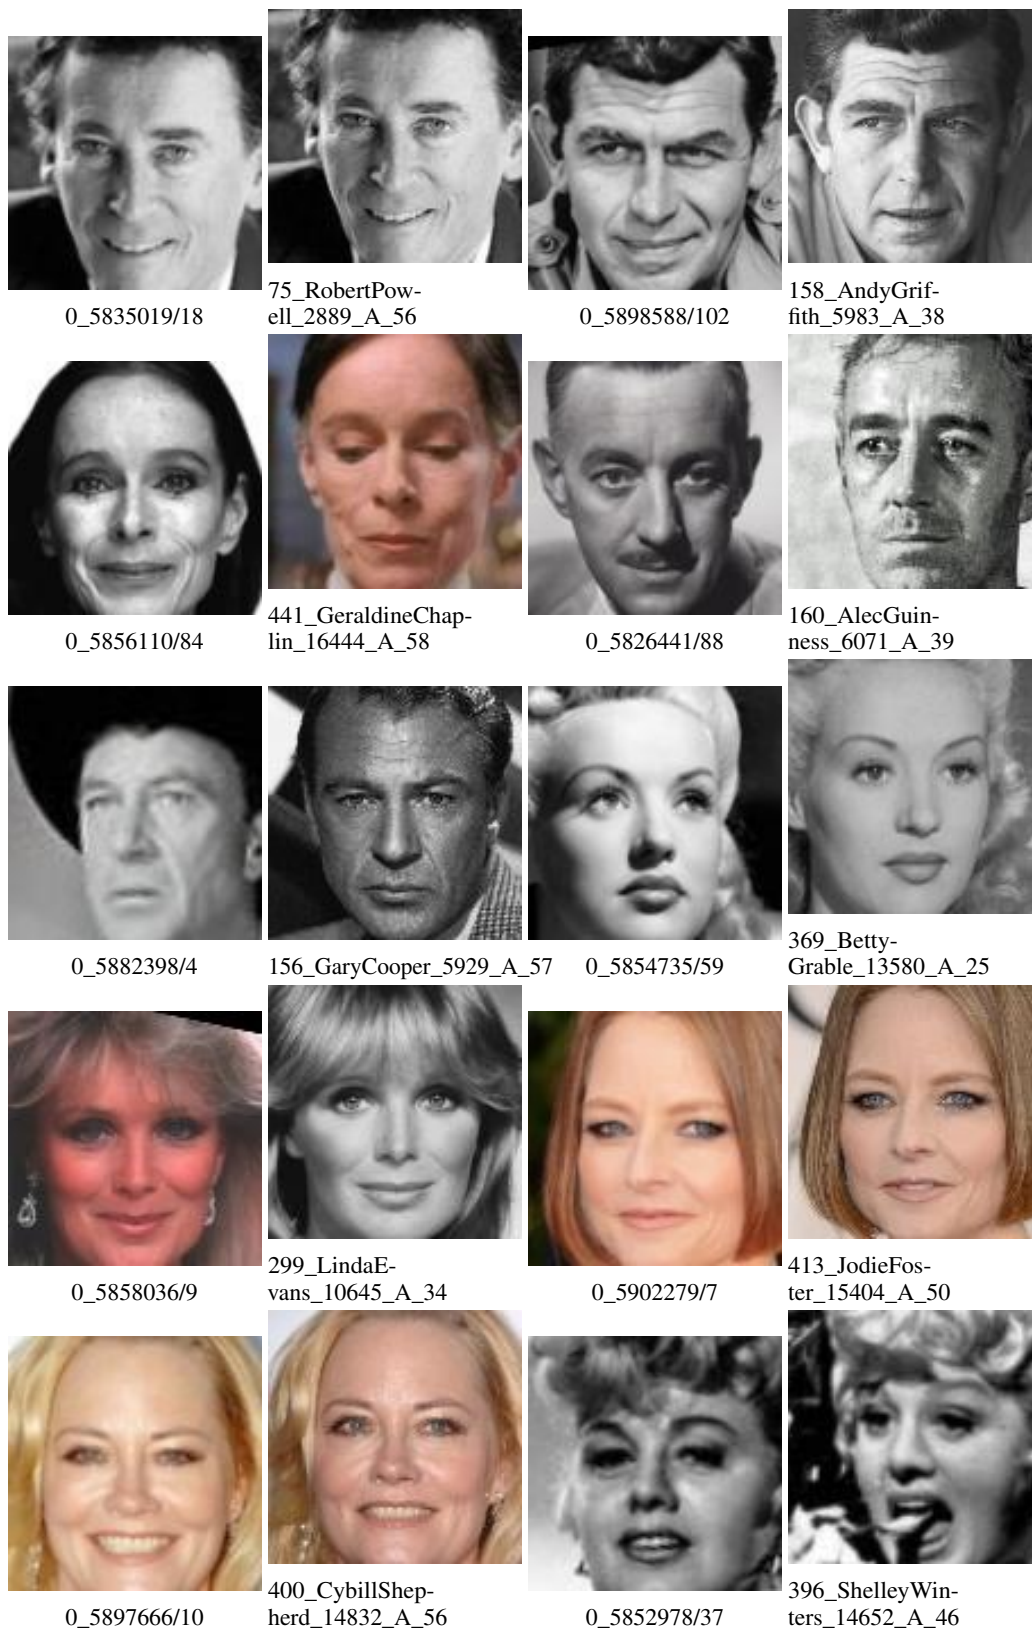 0_5835019/18
75_RobertPow-
ell_2889_A_56
0_5898588/102
158_AndyGrif-
fith_5983_A_38
0_5856110/84
441_GeraldineChap-
lin_16444_A_58
0_5826441/88
160_AlecGuin-
ness_6071_A_39
0_5882398/4
156_GaryCooper_5929_A_57
0_5854735/59
369_Betty-
Grable_13580_A_25
0_5858036/9
299_LindaE-
vans_10645_A_34
0_5902279/7
413_JodieFos-
ter_15404_A_50
0_5897666/10
400_CybillShep-
herd_14832_A_56
0_5852978/37
396_ShelleyWin-
ters_14652_A_46